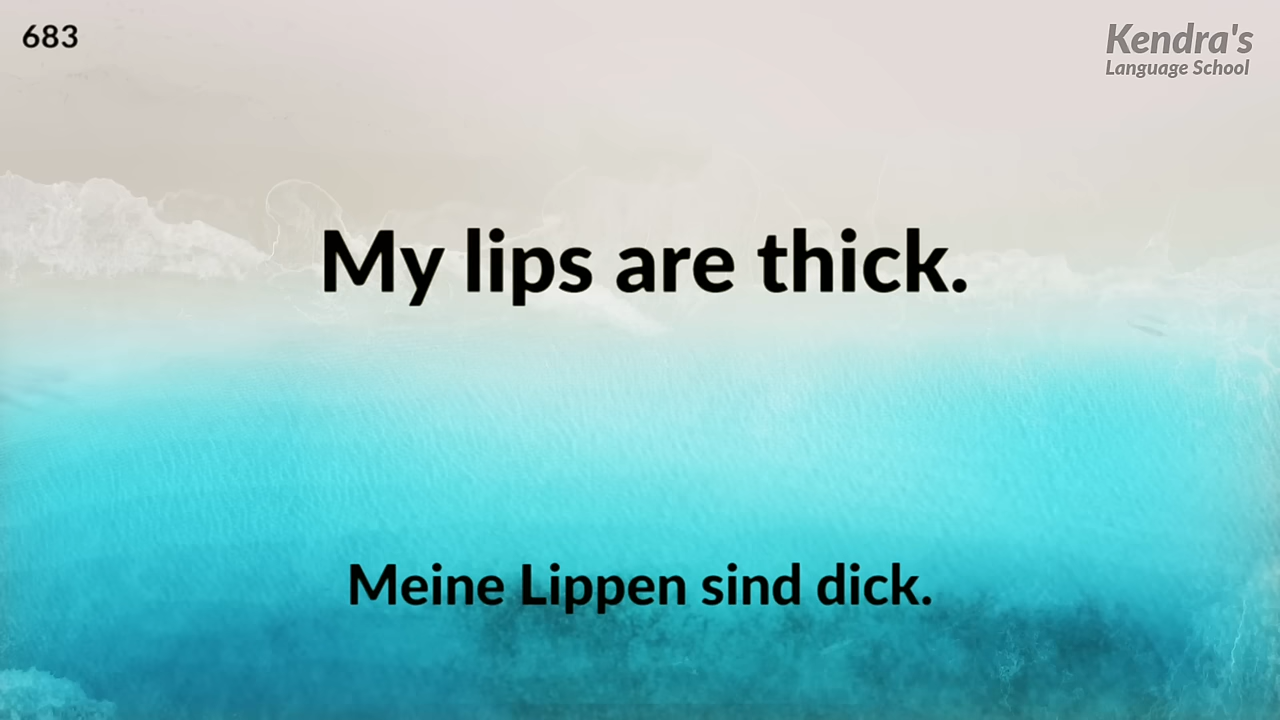 683
Kendra's
Language School
My lips are thick.
Meine Lippen sind dick.